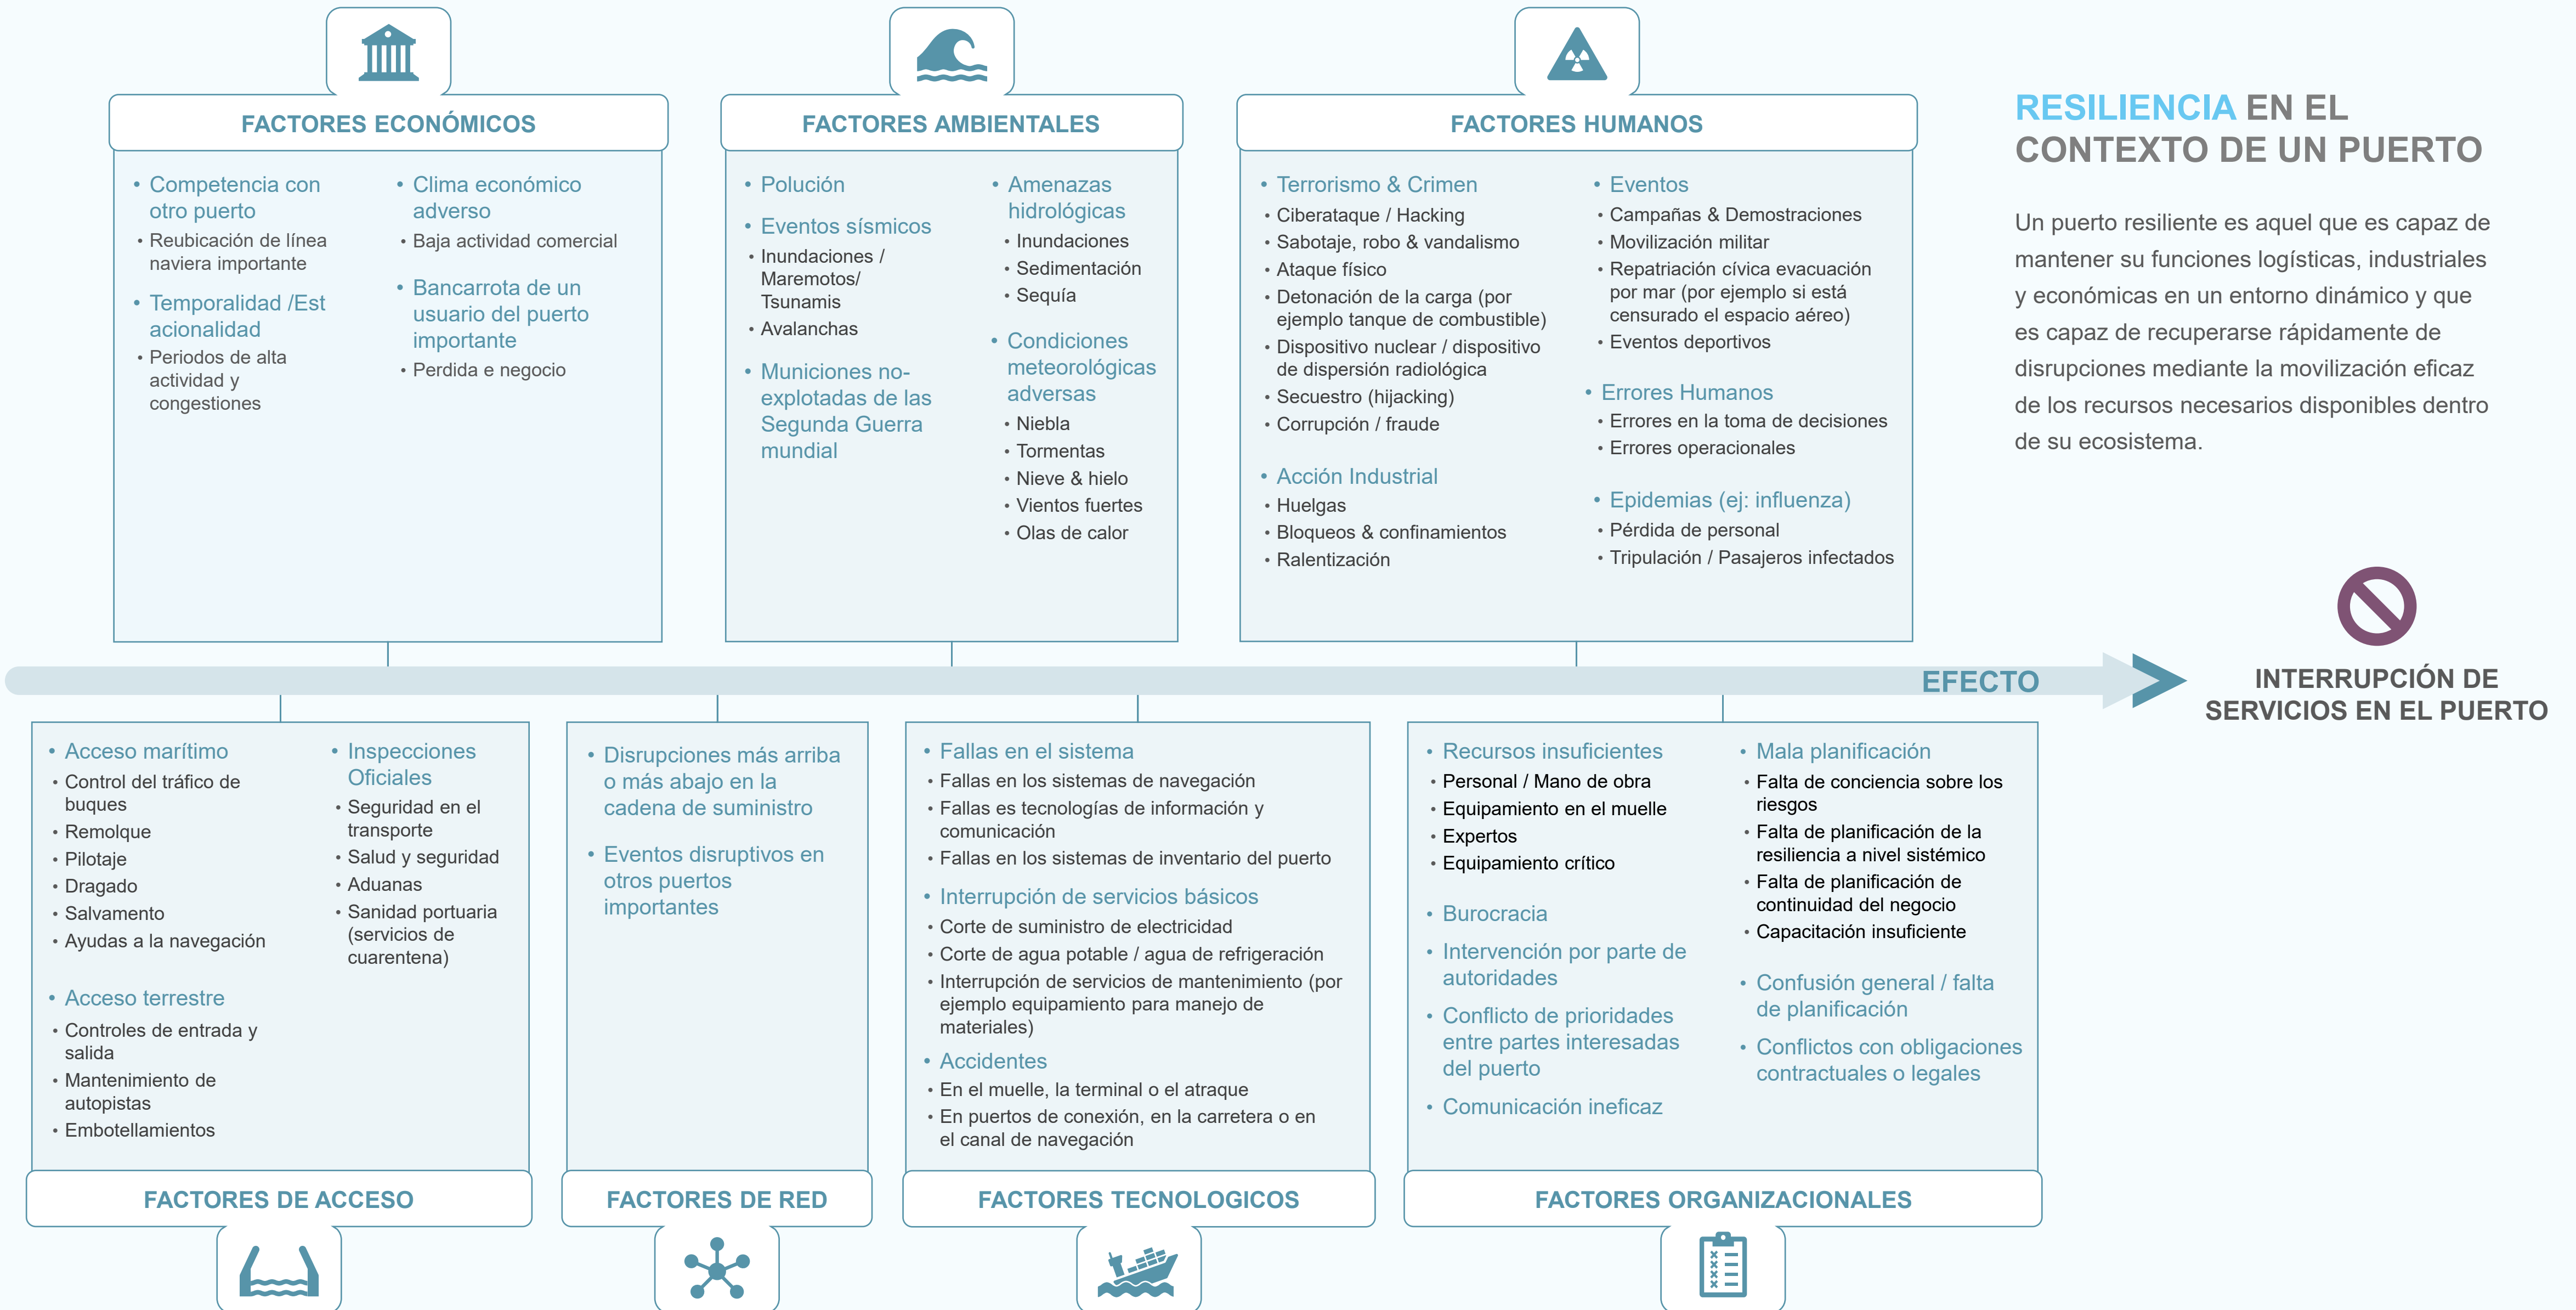 FACTORES ECONÓMICOS
• Competencia con
otro puerto
• Reubicación de línea
naviera importante
• Temporalidad /Est
acionalidad
• Periodos de alta
actividad y
congestiones
• Clima económico
adverso
• Baja actividad comercial
• Bancarrota de un
usuario del puerto
importante
• Perdida e negocio
FACTORES AMBIENTALES
• Polución
• Eventos sísmicos
• Inundaciones /
Maremotos/
Tsunamis
• Avalanchas
• Municiones no-
explotadas de las
Segunda Guerra
mundial
• Amenazas
hidrológicas
• Inundaciones
• Sedimentación
• Sequía
• Condiciones
meteorológicas
adversas
• Niebla
• Tormentas
• Nieve & hielo
• Vientos fuertes
• Olas de calor
FACTORES HUMANOS
• Terrorismo & Crimen
• Ciberataque / Hacking
• Sabotaje, robo & vandalismo
• Ataque físico
• Detonación de la carga (por
ejemplo tanque de combustible)
• Dispositivo nuclear / dispositivo
de dispersión radiológica
• Secuestro (hijacking)
• Corrupción / fraude
• Acción Industrial
• Huelgas
• Bloqueos & confinamientos
• Ralentización
• Eventos
• Campañas & Demostraciones
• Movilización militar
• Repatriación cívica evacuación
por mar (por ejemplo si está
censurado el espacio aéreo)
• Eventos deportivos
• Errores Humanos
• Errores en la toma de decisiones
• Errores operacionales
• Epidemias (ej: influenza)
• Pérdida de personal
• Tripulación / Pasajeros infectados
RESILIENCIA EN EL
CONTEXTO DE UN PUERTO
Un puerto resiliente es aquel que es capaz de
mantener su funciones logísticas, industriales
y económicas en un entorno dinámico y que
es capaz de recuperarse rápidamente de
disrupciones mediante la movilización eficaz
de los recursos necesarios disponibles dentro
de su ecosistema.
EFECTO
INTERRUPCIÓN DE
SERVICIOS EN EL PUERTO
• Acceso marítimo
• Control del tráfico de
buques
• Remolque
• Pilotaje
• Dragado
• Salvamento
• Ayudas a la navegación
• Acceso terrestre
• Controles de entrada y
salida
• Mantenimiento de
autopistas
• Embotellamientos
• Inspecciones
Oficiales
• Seguridad en el
transporte
• Salud y seguridad
• Aduanas
• Sanidad portuaria
(servicios de
cuarentena)
FACTORES DE ACCESO
• Disrupciones más arriba
o más abajo en la
cadena de suministro
• Eventos disruptivos en
otros puertos
importantes
FACTORES DE RED
• Fallas en el sistema
• Fallas en los sistemas de navegación
• Fallas es tecnologías de información y
comunicación
• Fallas en los sistemas de inventario del puerto
• Interrupción de servicios básicos
• Corte de suministro de electricidad
• Corte de agua potable / agua de refrigeración
• Interrupción de servicios de mantenimiento (por
ejemplo equipamiento para manejo de
materiales)
• Accidentes
• En el muelle, la terminal o el atraque
• En puertos de conexión, en la carretera o en
el canal de navegación
FACTORES TECNOLOGICOS
• Recursos insuficientes
• Personal / Mano de obra
• Equipamiento en el muelle
• Expertos
• Equipamiento crítico
• Burocracia
• Intervención por parte de
autoridades
• Conflicto de prioridades
entre partes interesadas
del puerto
• Comunicación ineficaz
• Mala planificación
• Falta de conciencia sobre los
riesgos
• Falta de planificación de la
resiliencia a nivel sistémico
• Falta de planificación de
continuidad del negocio
• Capacitación insuficiente
• Confusión general / falta
de planificación
• Conflictos con obligaciones
contractuales o legales
FACTORES ORGANIZACIONALES